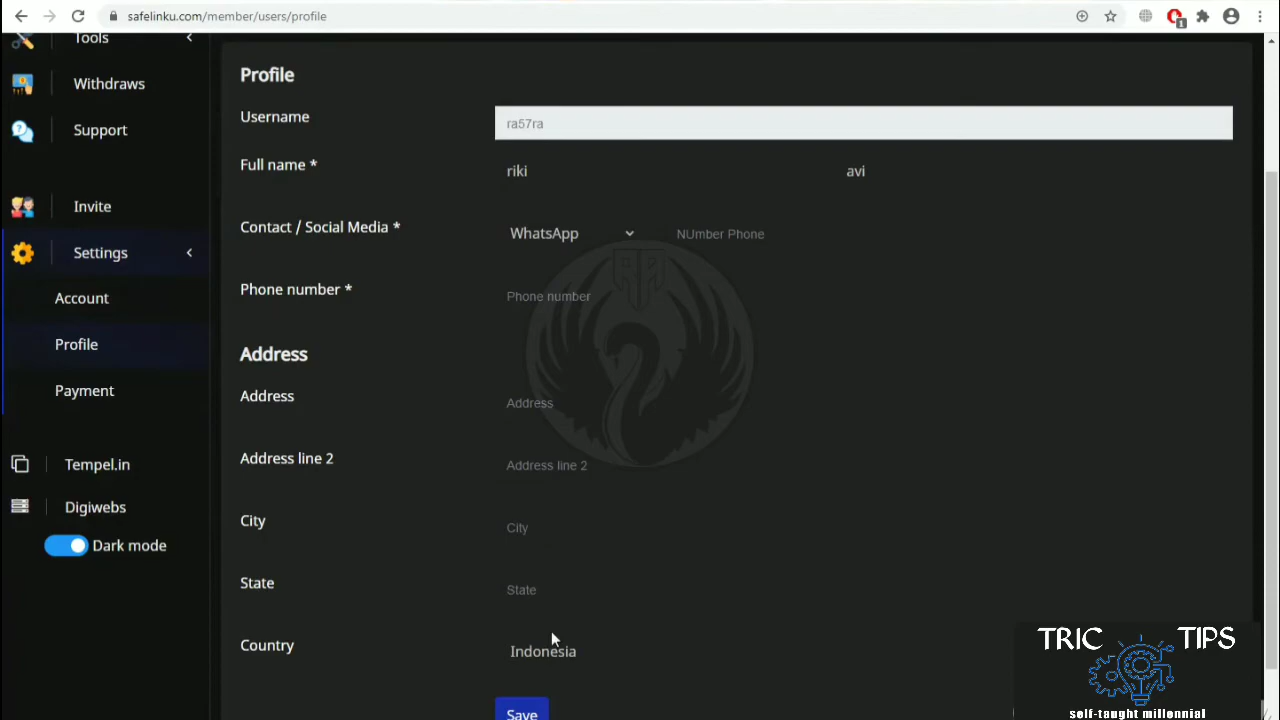 safelinku.com/member/users/profile
1
Tools
Withdraws
Support
Invite
Settings
Account
Profile
Payment
Tempel.in
Digiwebs
Dark mode
Profile
Username
ra57ra
Full name *
riki
avi
Contact / Social Media *
WhatsApp
NUmber Phone
Phone number *
Phone number
Address
Address
Address
Address line 2
Address line 2
City
City
State
State
Country
Indonesia
Save
RA
TRIC TIPS
self-taught millennial